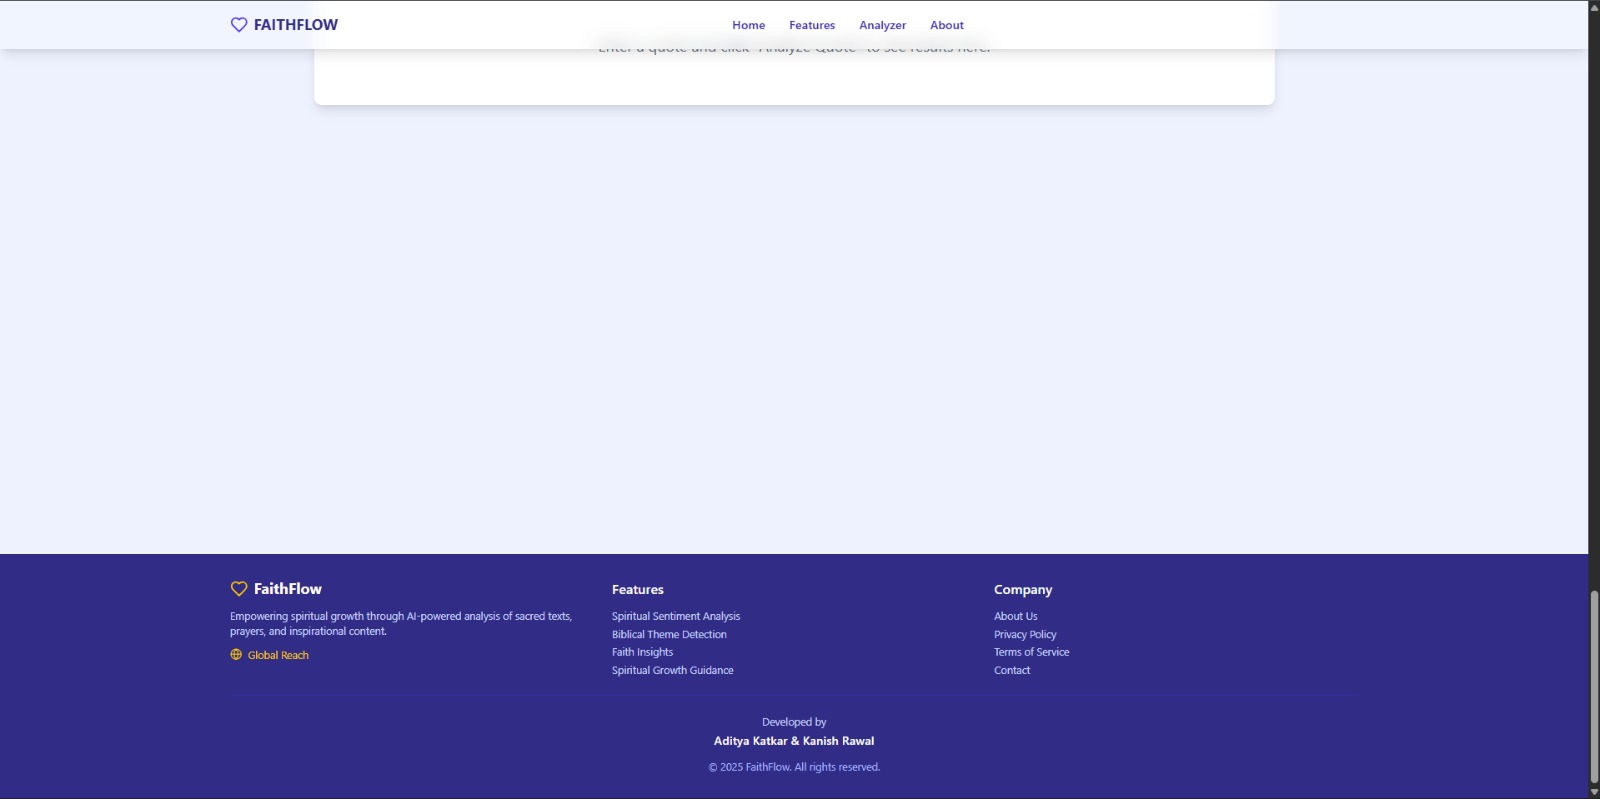 FAITHFLOW
Home Features Analyzer About
Enter a quote and click "Analyze Quote" to see results here.
FaithFlow
Empowering spiritual growth through AI-powered analysis of sacred texts,
prayers, and inspirational content.
Global Reach
Features
Spiritual Sentiment Analysis
Biblical Theme Detection
Faith Insights
Spiritual Growth Guidance
Company
About Us
Privacy Policy
Terms of Service
Contact
Developed by
Aditya Katkar & Kanish Rawal
© 2025 FaithFlow. All rights reserved.